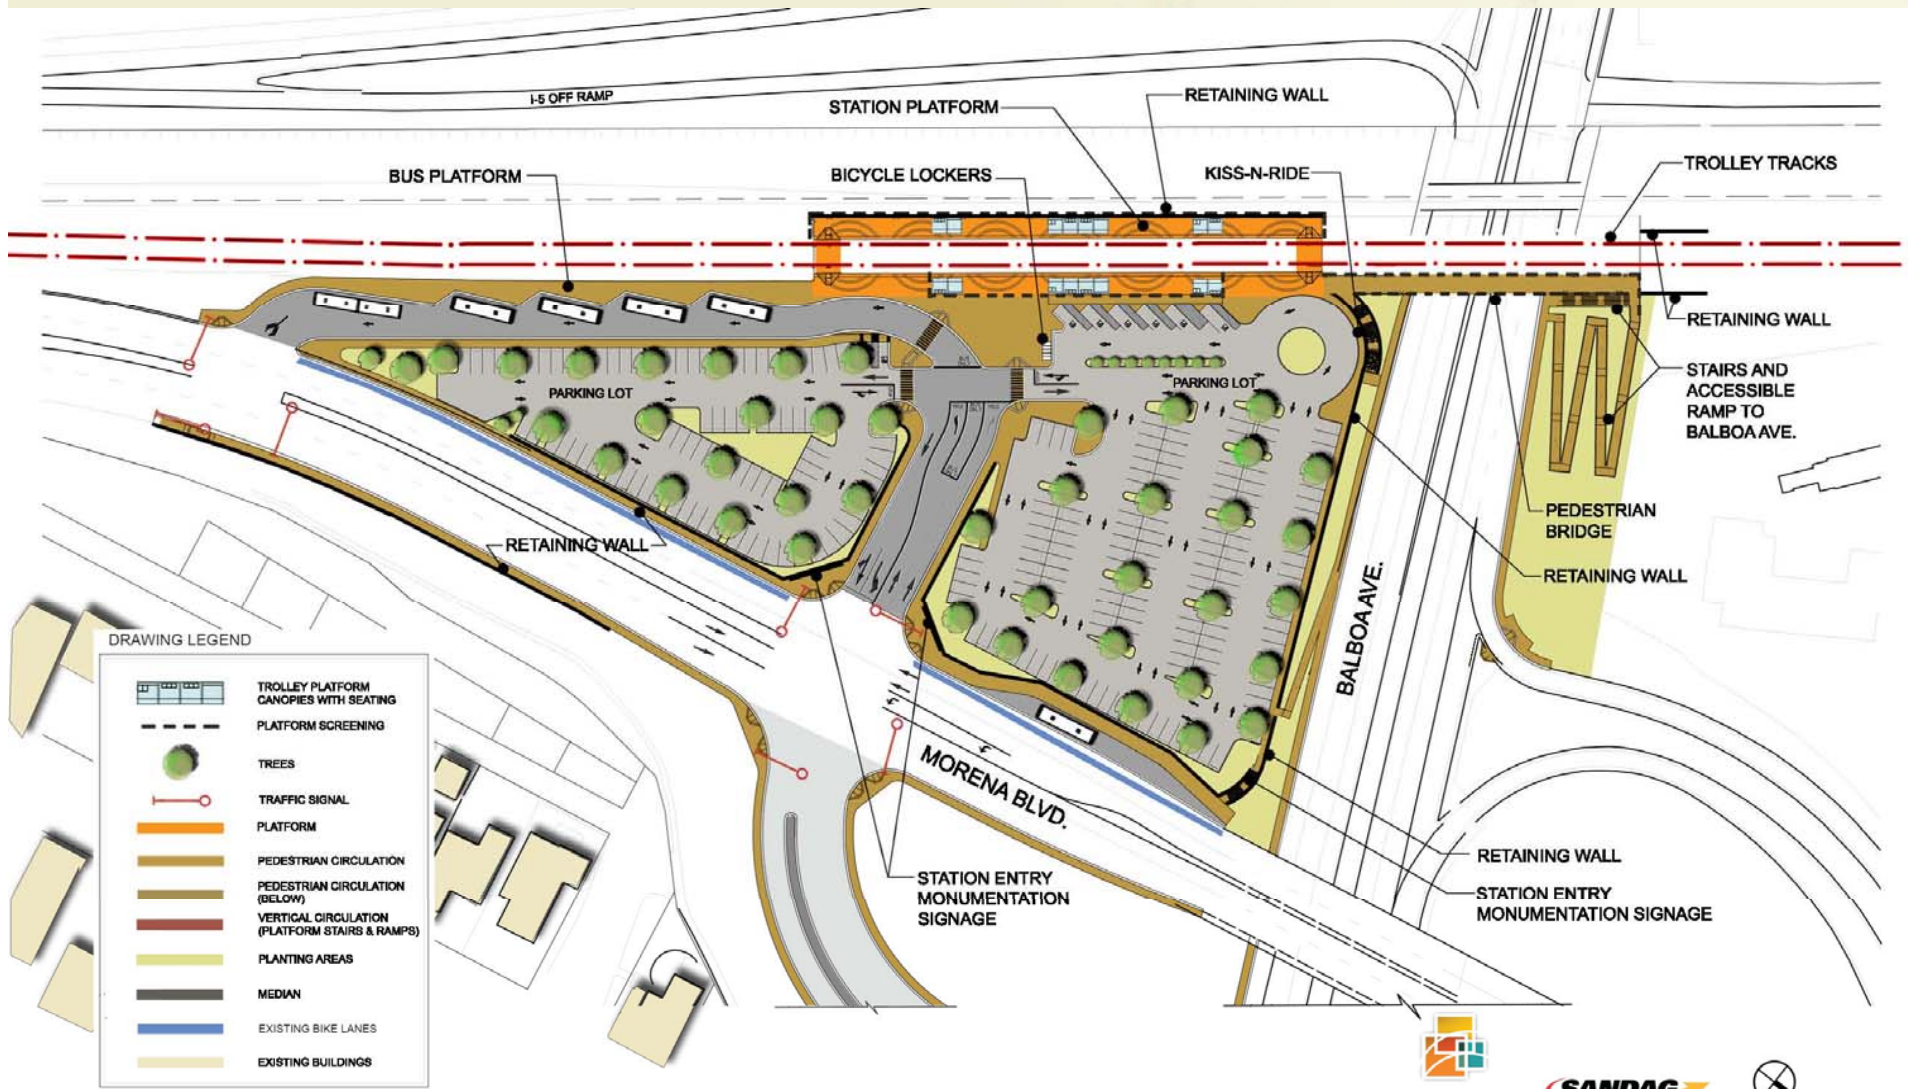 I-5 OFF RAMP
STATION PLATFORM
RETAINING WALL
BUS PLATFORM
BICYCLE LOCKERS
KISS-N-RIDE
TROLLEY TRACKS
RETAINING WALL
STAIRS AND
ACCESSIBLE
RAMP TO
BALBOA AVE.
PARKING LOT
PARKING LOT
PEDESTRIAN
BRIDGE
RETAINING WALL
RETAINING WALL
BALBOA AVE.
MORENA BLVD.
STATION ENTRY
MONUMENTATION
SIGNAGE
RETAINING WALL
STATION ENTRY
MONUMENTATION SIGNAGE
DRAWING LEGEND
TROLLEY PLATFORM
CANOPIES WITH SEATING
PLATFORM SCREENING
TREES
TRAFFIC SIGNAL
PLATFORM
PEDESTRIAN CIRCULATION
PEDESTRIAN CIRCULATION
(BELOW)
VERTICAL CIRCULATION
(PLATFORM STAIRS & RAMPS)
PLANTING AREAS
MEDIAN
EXISTING BIKE LANES
EXISTING BUILDINGS
SANDAG